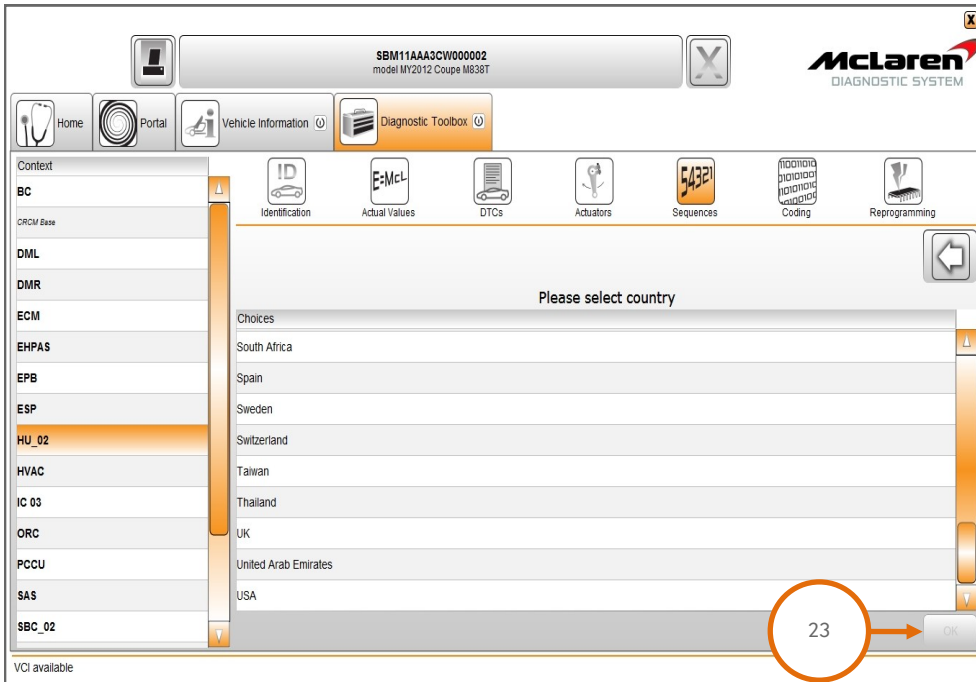 X
SBM11AAA3CW000002
model MY2012 Coupe M838T
McLaren
DIAGNOSTIC SYSTEM
Home
Portal
Vehicle Information
Diagnostic Toolbox
Context
BC
CRCM Base
DML
DMR
ECM
EHPAS
EPB
ESP
HU_02
HVAC
IC 03
ORC
PCCU
SAS
SBC_02
ID
Identification
E=McL
Actual Values
DTCs
Actuators
54321
Sequences
Coding
Reprogramming
Please select country
Choices
South Africa
Spain
Sweden
Switzerland
Taiwan
Thailand
UK
United Arab Emirates
USA
23
OK
VCI available